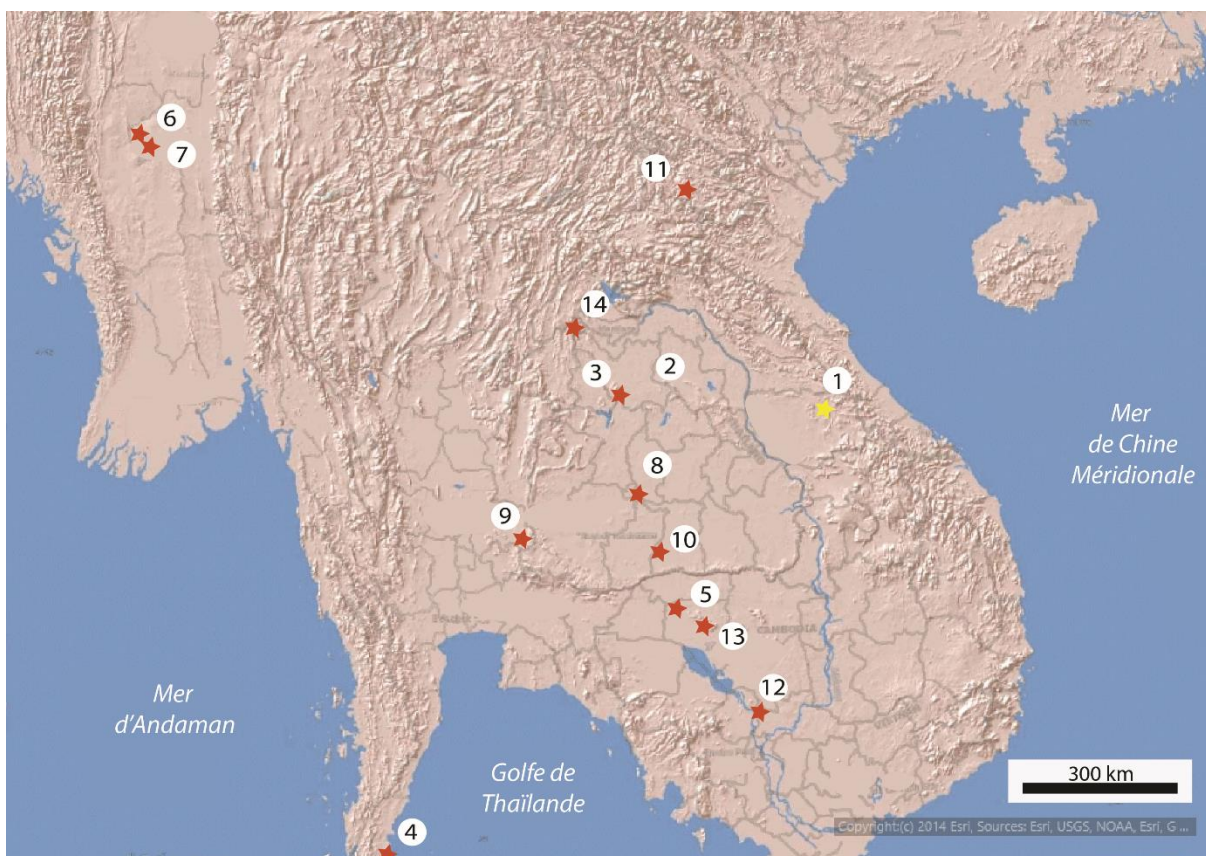 6
7
11
14
3
2
1
Mer
de Chine
Méridionale
8
9
10
5
CAMBODIA
13
12
Mer
d'Andaman
Golfe de
Thaïlande
300 km
4
Copyright:(c) 2014 Esri, Sources: Esri, USGS, NOAA, Esri, G ...